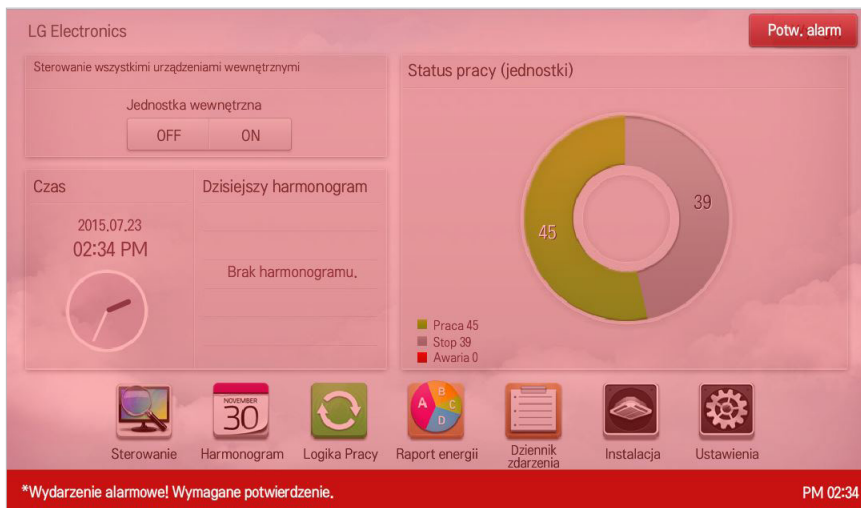 LG Electronics
Potw. alarm
Sterowanie wszystkimi urządzeniami wewnętrznymi
Jednostka wewnętrzna
OFF ON
Status pracy (jednostki)
45
39
Praca 45
Stop 39
Awaria 0
Czas
2015.07.23
02:34 PM
Dzisiejszy harmonogram
Brak harmonogramu.
NOVEMBER
30
A
B
C
D
Sterowanie
Harmonogram
Logika Pracy
Raport energii
Dziennik
zdarzenia
Instalacja
Ustawienia
*Wydarzenie alarmowe! Wymagane potwierdzenie.
PM 02:34